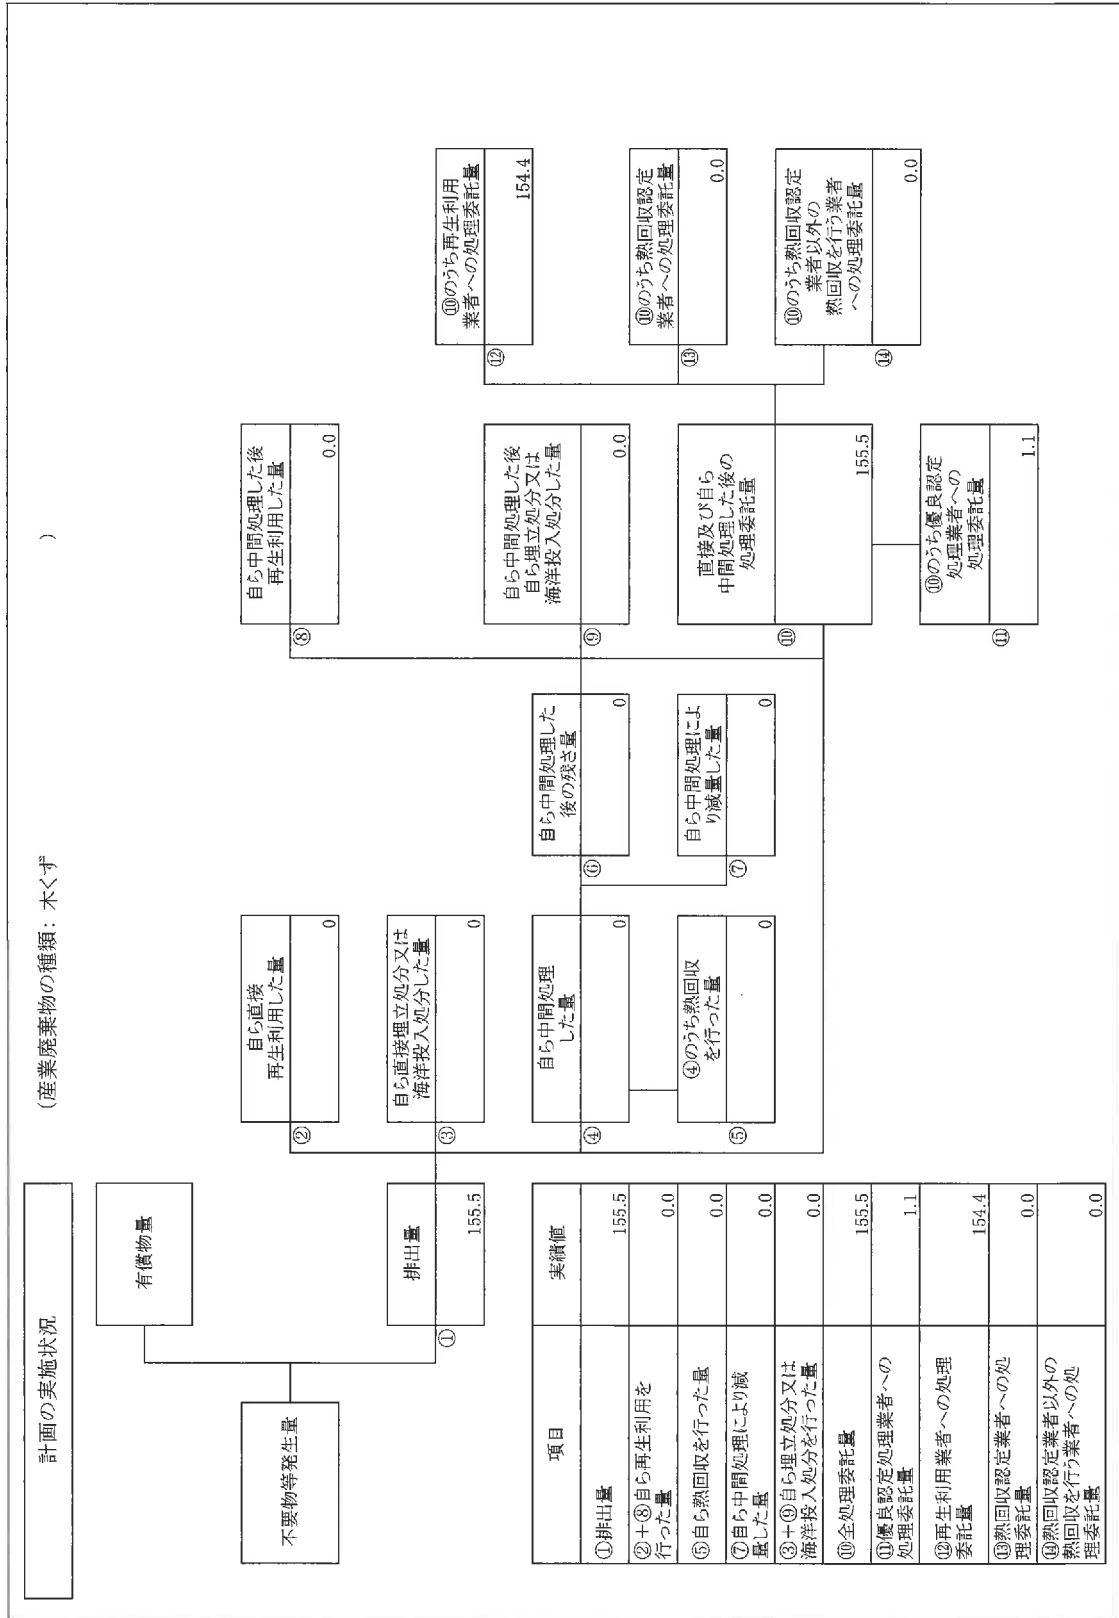 計画の実施状況
(産業廃棄物の種類: 木くず )
不要物等発生量
有償物量
①
排出量
155.5
②
自ら直接
再生利用した量
0
③
自ら直接埋立処分又は
海洋投入処分した量
0
④
自ら中間処理
した量
0
⑤
④のうち熱回収
を行った量
0
⑥
自ら中間処理した
後の残さ量
0
⑦
自ら中間処理によ
り減量した量
0
⑧
自ら中間処理した後
再生利用した量
0.0
⑨
自ら中間処理した後
自ら埋立処分又は
海洋投入処分した量
0.0
⑩
直接及び自ら
中間処理した後の
処理委託量
155.5
⑪
⑩のうち優良認定
処理業者への
処理委託量
1.1
⑫
⑩のうち再生利用
業者への処理委託量
154.4
⑬
⑩のうち熱回収認定
業者への処理委託量
0.0
⑭
⑩のうち熱回収認定
業者以外の
熱回収を行う業者
への処理委託量
0.0
項目 実績値
①排出量 155.5
②+⑧自ら再生利用を
行った量 0.0
⑤自ら熱回収を行った量 0.0
⑦自ら中間処理により減
量した量 0.0
③+⑨自ら埋立処分又は
海洋投入処分を行った量 0.0
⑩全処理委託量 155.5
⑪優良認定処理業者への
処理委託量 1.1
⑫再生利用業者への処理
委託量 154.4
⑬熱回収認定業者への処
理委託量 0.0
⑭熱回収認定業者以外の
熱回収を行う業者への処
理委託量 0.0